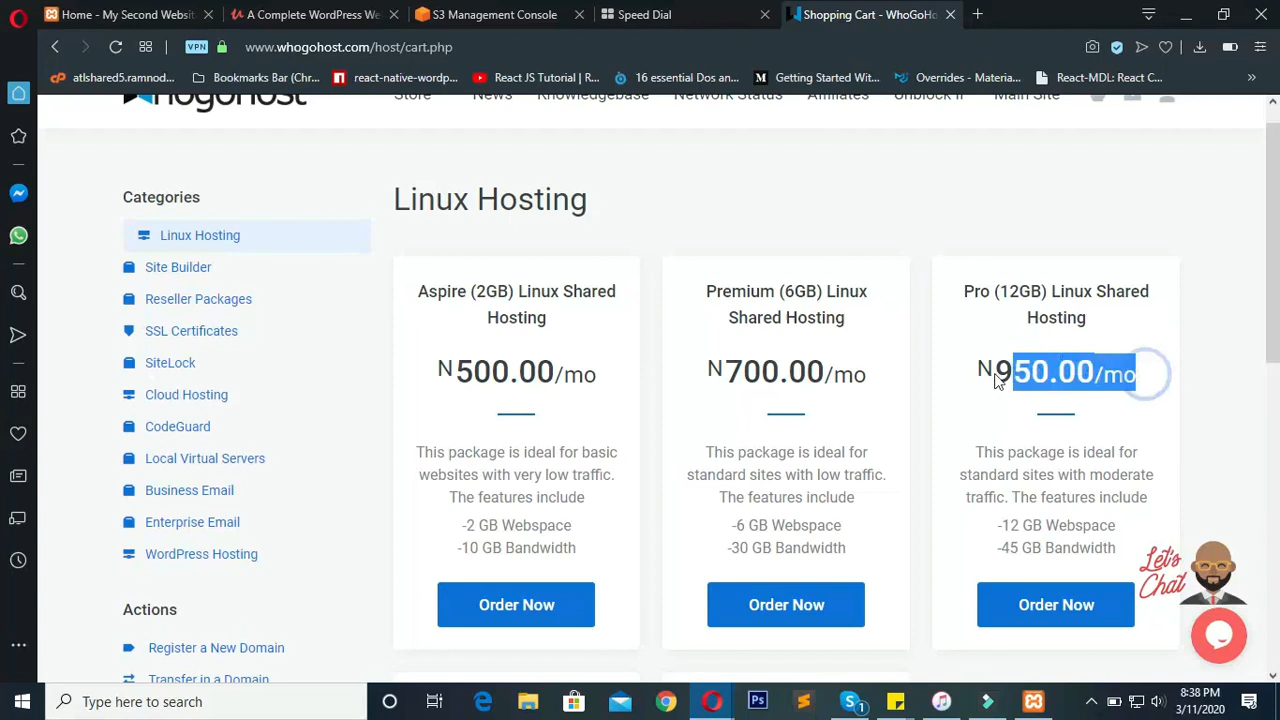 Home - My Second Websit
A Complete WordPress We
S3 Management Console
Speed Dial
Shopping Cart - WhoGoHo
VPN
www.whogohost.com/host/cart.php
atlshared5.ramnod...
Bookmarks Bar (Chr...
react-native-wordp...
React JS Tutorial | R...
16 essential Dos an...
Getting Started Wit...
Overrides - Materia...
React-MDL: React C...
whogohost
Store
News
Knowledgebase
Network Status
Affiliates
Unblock IP
Main Site
Categories
Linux Hosting
Site Builder
Reseller Packages
SSL Certificates
SiteLock
Cloud Hosting
CodeGuard
Local Virtual Servers
Business Email
Enterprise Email
WordPress Hosting
Actions
Register a New Domain
Transfer in a Domain
Linux Hosting
Aspire (2GB) Linux Shared
Hosting
N500.00/mo
This package is ideal for basic
websites with very low traffic.
The features include
-2 GB Webspace
-10 GB Bandwidth
Order Now
Premium (6GB) Linux
Shared Hosting
N700.00/mo
This package is ideal for
standard sites with low traffic.
The features include
-6 GB Webspace
-30 GB Bandwidth
Order Now
Pro (12GB) Linux Shared
Hosting
N950.00/mo
This package is ideal for
standard sites with moderate
traffic. The features include
-12 GB Webspace
-45 GB Bandwidth
Order Now
Let's
Chat
Type here to search
8:38 PM
3/11/2020